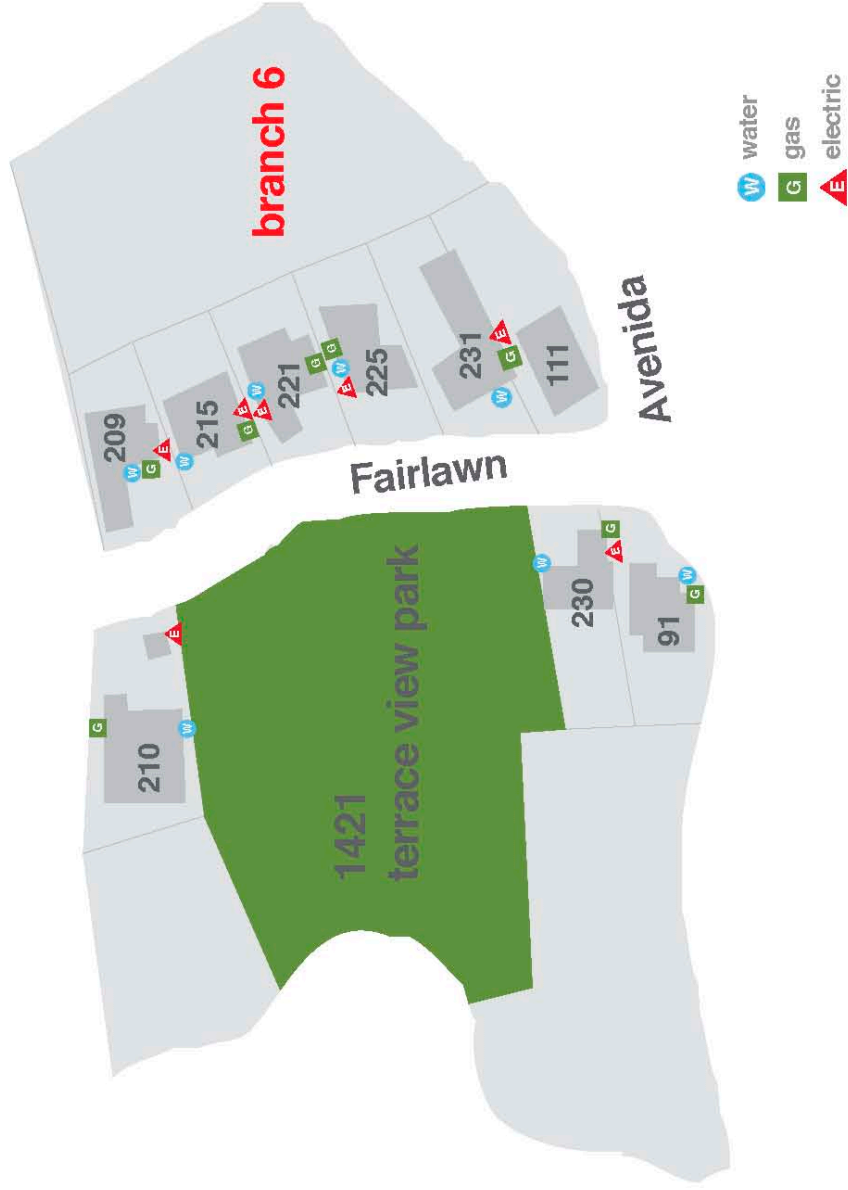 branch 6
209
W
G
E
W
215
G
E
E
W
221
G
G
W
E
225
231
E
G
W
111
Fairlawn
Avenida
G
210
W
E
1421
terrace view park
W
230
E
G
91
W
G
W water
G gas
E electric